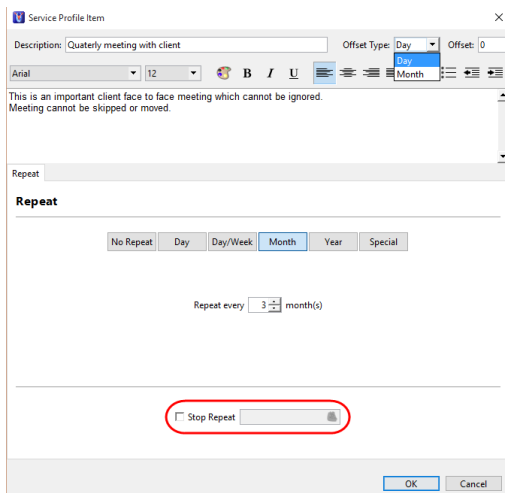 Service Profile Item
Description: Quaterly meeting with client Offset Type: Day Offset: 0
Day
Month
Arial 12 B I U
This is an important client face to face meeting which cannot be ignored.
Meeting cannot be skipped or moved.
Repeat
Repeat
No Repeat Day Day/Week Month Year Special
Repeat every 3 month(s)
Stop Repeat
OK Cancel